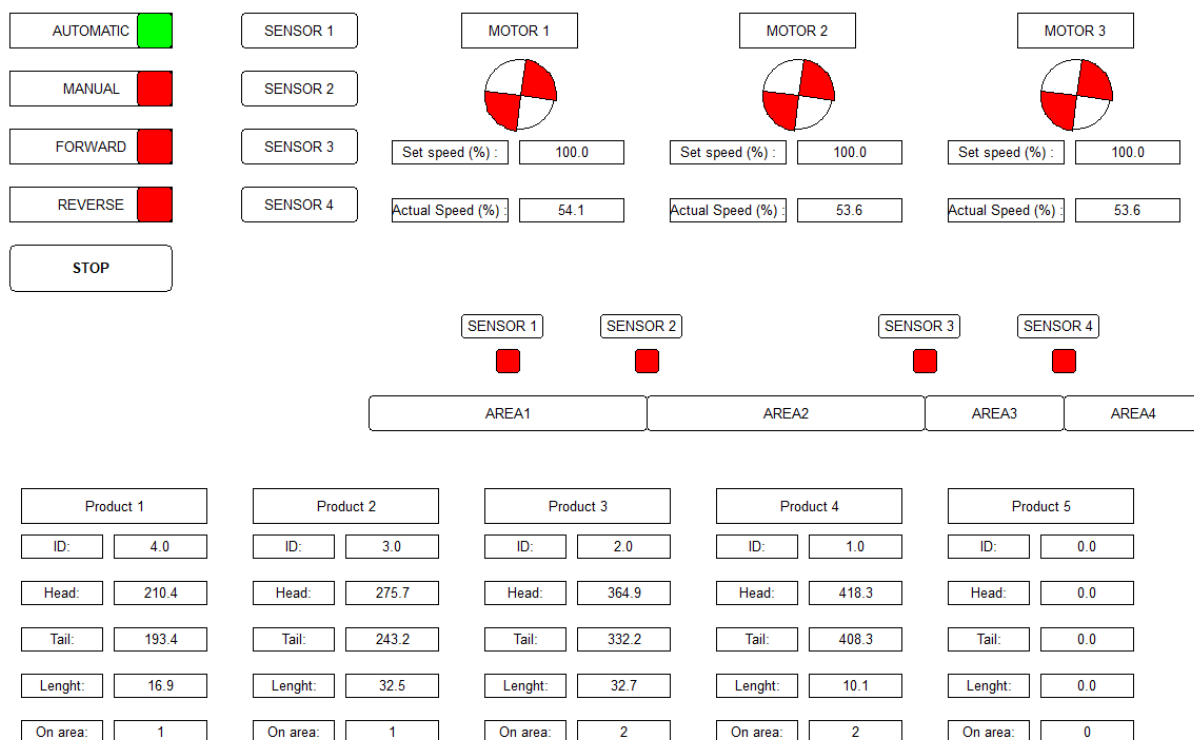 AUTOMATIC SENSOR 1 MOTOR 1 MOTOR 2 MOTOR 3
MANUAL SENSOR 2
FORWARD SENSOR 3 Set speed (%) : 100.0 Set speed (%) : 100.0 Set speed (%) : 100.0
REVERSE SENSOR 4 Actual Speed (%) : 54.1 Actual Speed (%) : 53.6 Actual Speed (%) : 53.6
STOP
SENSOR 1 SENSOR 2 SENSOR 3 SENSOR 4
AREA1 AREA2 AREA3 AREA4
Product 1 Product 2 Product 3 Product 4 Product 5
ID: 4.0 ID: 3.0 ID: 2.0 ID: 1.0 ID: 0.0
Head: 210.4 Head: 275.7 Head: 364.9 Head: 418.3 Head: 0.0
Tail: 193.4 Tail: 243.2 Tail: 332.2 Tail: 408.3 Tail: 0.0
Lenght: 16.9 Lenght: 32.5 Lenght: 32.7 Lenght: 10.1 Lenght: 0.0
On area: 1 On area: 1 On area: 2 On area: 2 On area: 0